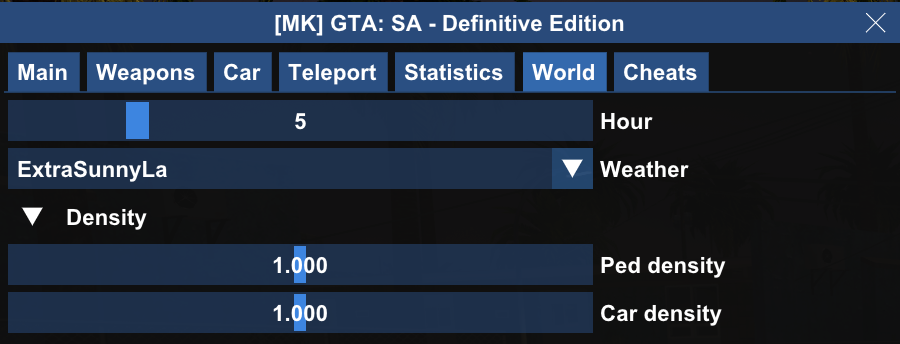 [MK] GTA: SA - Definitive Edition
Main Weapons Car Teleport Statistics World Cheats
5 Hour
ExtraSunnyLa Weather
Density
1.000 Ped density
1.000 Car density